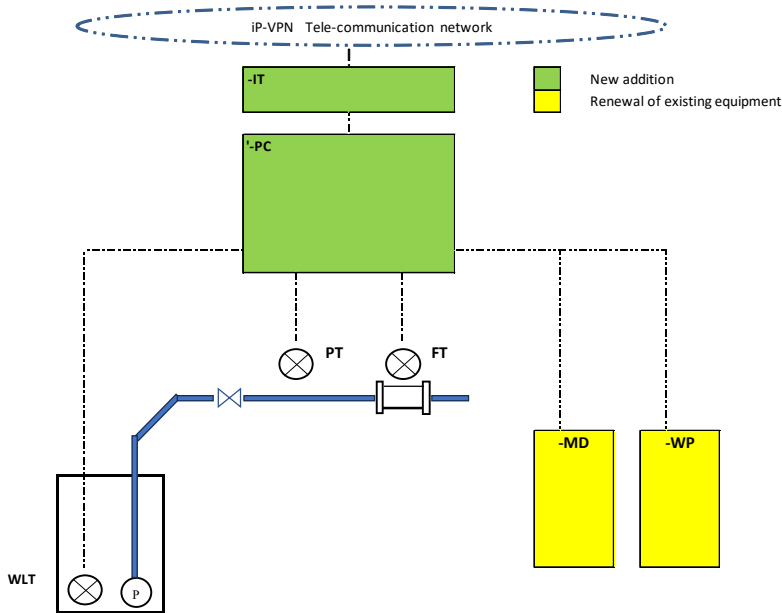 iP-VPN Tele-communication network
-IT
New addition
Renewal of existing equipment
'-PC
PT
FT
-MD
-WP
WLT
P